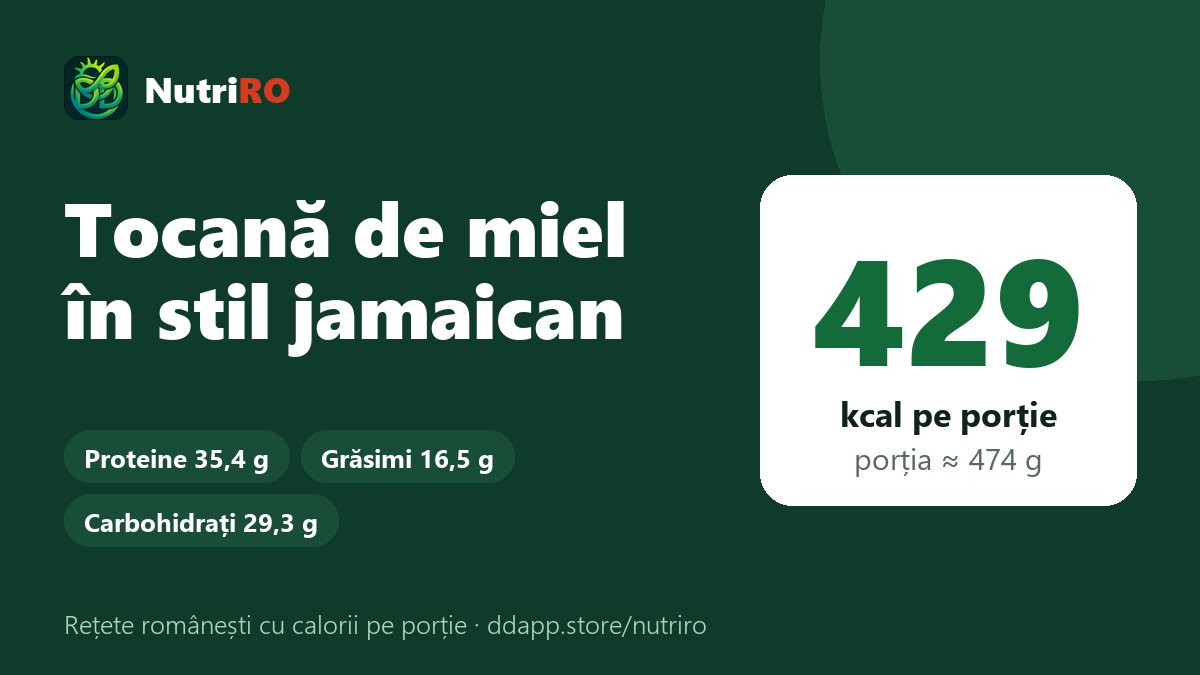 NutriRO
Tocană de miel
în stil jamaican
429
kcal pe porție
porția ≈ 474 g
Proteine 35,4 g
Grăsimi 16,5 g
Carbohidrați 29,3 g
Rețete românești cu calorii pe porție · ddapp.store/nutriro